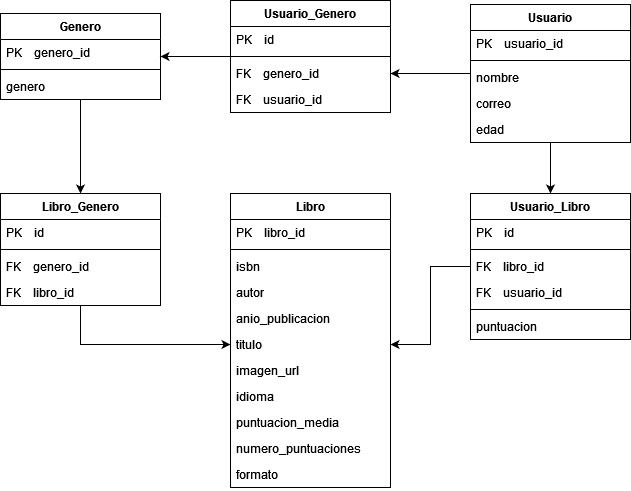 Genero
PK genero_id
genero
Usuario_Genero
PK id
FK genero_id
FK usuario_id
Usuario
PK usuario_id
nombre
correo
edad
Libro_Genero
PK id
FK genero_id
FK libro_id
Libro
PK libro_id
isbn
autor
anio_publicacion
titulo
imagen_url
idioma
puntuacion_media
numero_puntuaciones
formato
Usuario_Libro
PK id
FK libro_id
FK usuario_id
puntuacion